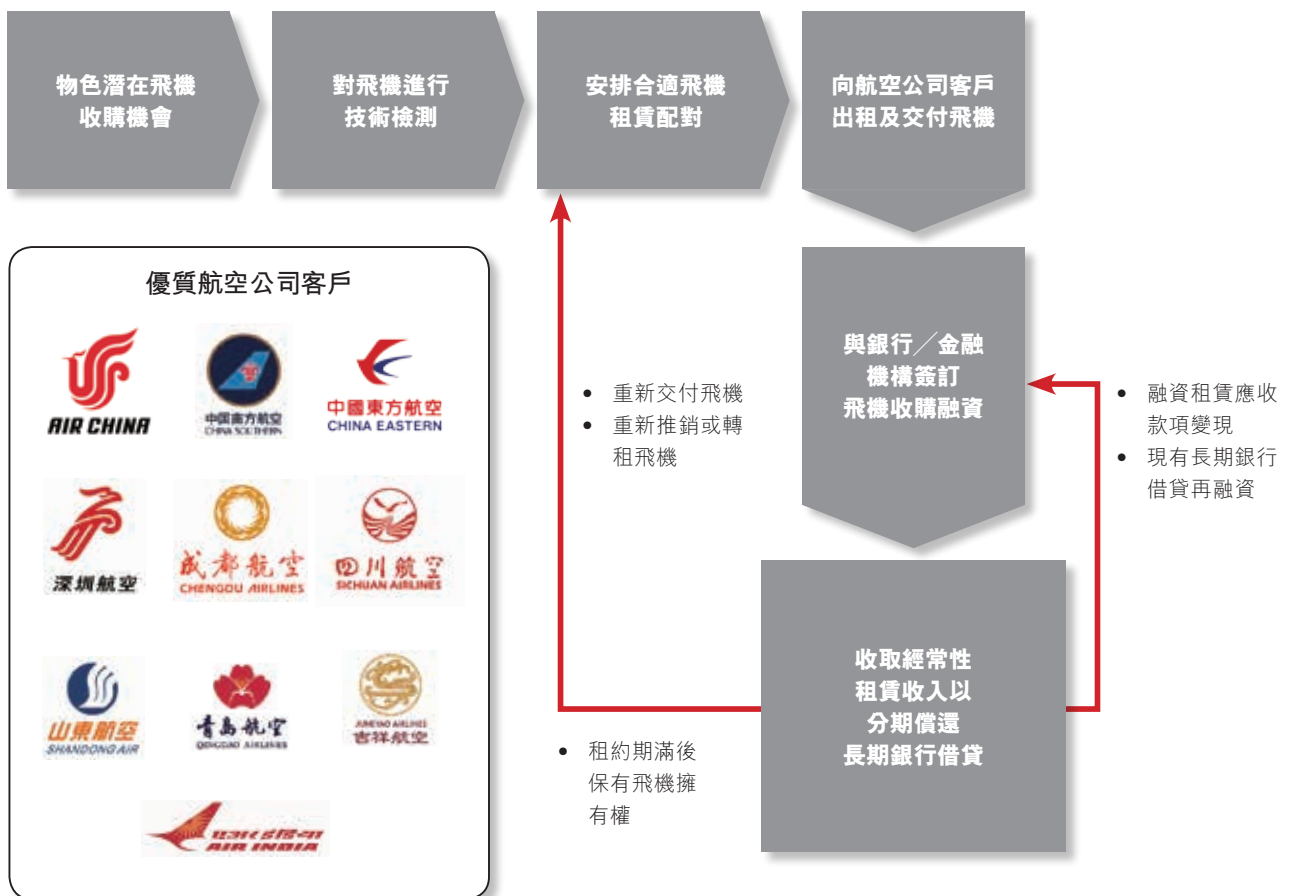 物色潛在飛機
收購機會
對飛機進行
技術檢測
安排合適飛機
租賃配對
向航空公司客戶
出租及交付飛機
與銀行／金融
機構簽訂
飛機收購融資
收取經常性
租賃收入以
分期償還
長期銀行借貸
• 融資租賃應收
款項變現
• 現有長期銀行
借貸再融資
• 重新交付飛機
• 重新推銷或轉
租飛機
• 租約期滿後
保有飛機擁
有權
優質航空公司客戶
AIR CHINA
中国南方航空
CHINA SOUTHERN
中國東方航空
CHINA EASTERN
深圳航空
成都航空
CHENGDU AIRLINES
四川航空
SICHUAN AIRLINES
山東航空
SHANDONG AIR
青島航空
QINGDAO AIRLINES
JUNEYAO AIRLINES
吉祥航空
AIR INDIA